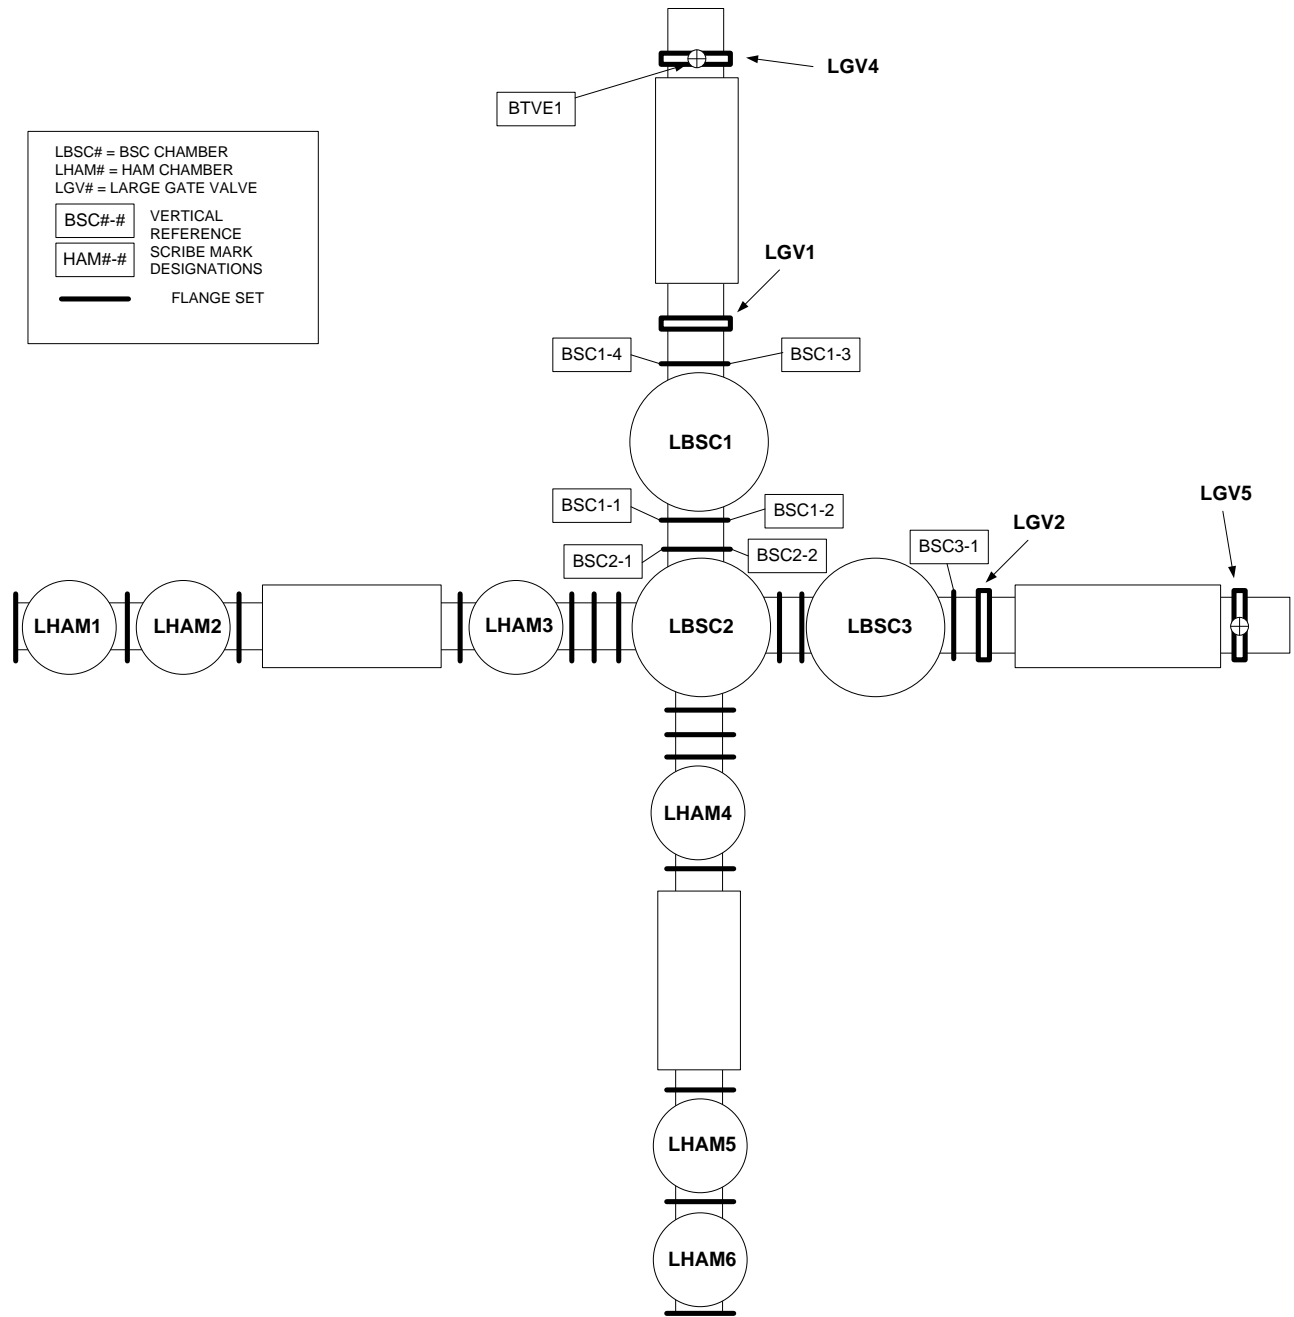 LGV4
BTVE1
LBSC# = BSC CHAMBER
LHAM# = HAM CHAMBER
LGV# = LARGE GATE VALVE
BSC#-#
HAM#-#
VERTICAL
REFERENCE
SCRIBE MARK
DESIGNATIONS
FLANGE SET
LGV1
BSC1-4
BSC1-3
LBSC1
BSC1-1
BSC1-2
BSC2-1
BSC2-2
BSC3-1
LGV2
LGV5
LHAM1
LHAM2
LHAM3
LBSC2
LBSC3
LHAM4
LHAM5
LHAM6